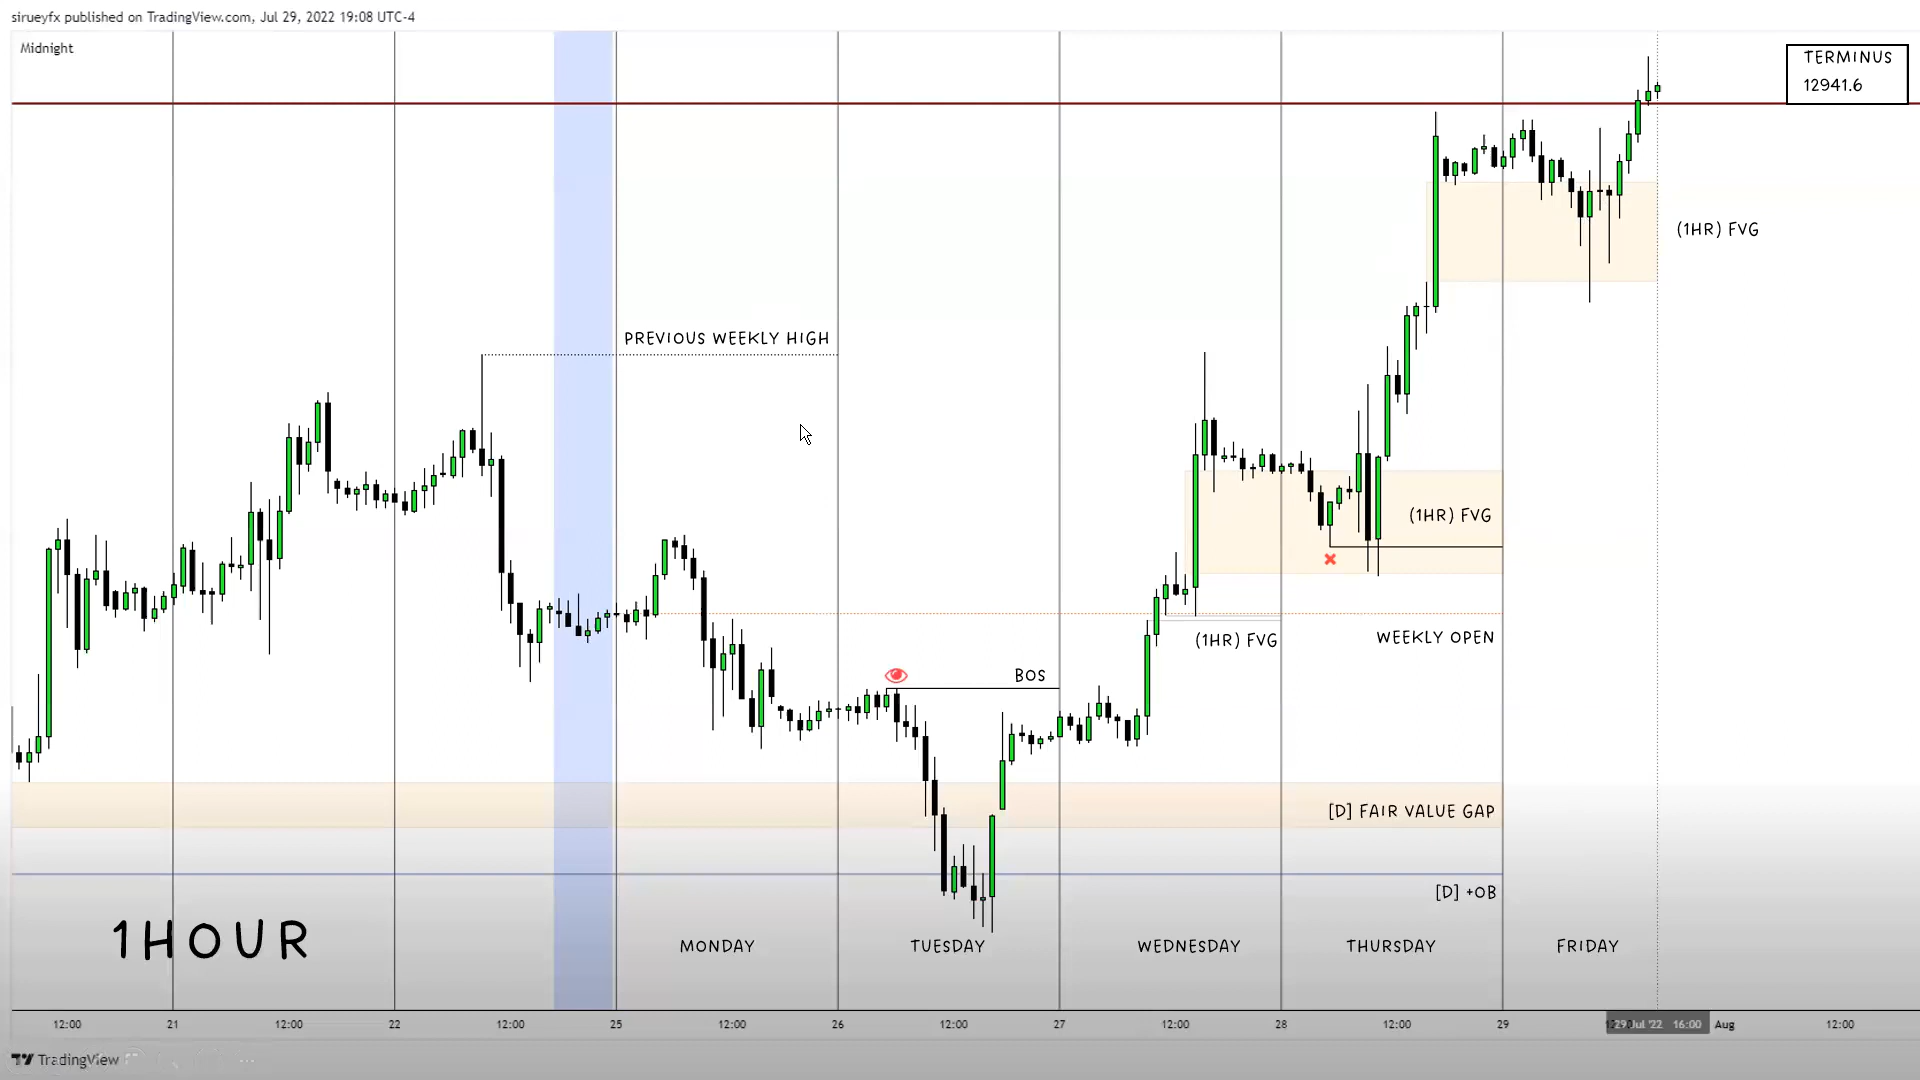 sirueyfx published on TradingView.com, Jul 29, 2022 19:08 UTC-4
Midnight
TERMINUS
12941.6
(1HR) FVG
PREVIOUS WEEKLY HIGH
(1HR) FVG
(1HR) FVG
WEEKLY OPEN
BOS
[D] FAIR VALUE GAP
[D] +OB
1HOUR
MONDAY
TUESDAY
WEDNESDAY
THURSDAY
FRIDAY
12:00 21 12:00 22 12:00 25 12:00 26 12:00 27 12:00 28 12:00 29 29 Jul '22 16:00 Aug 12:00
TradingView